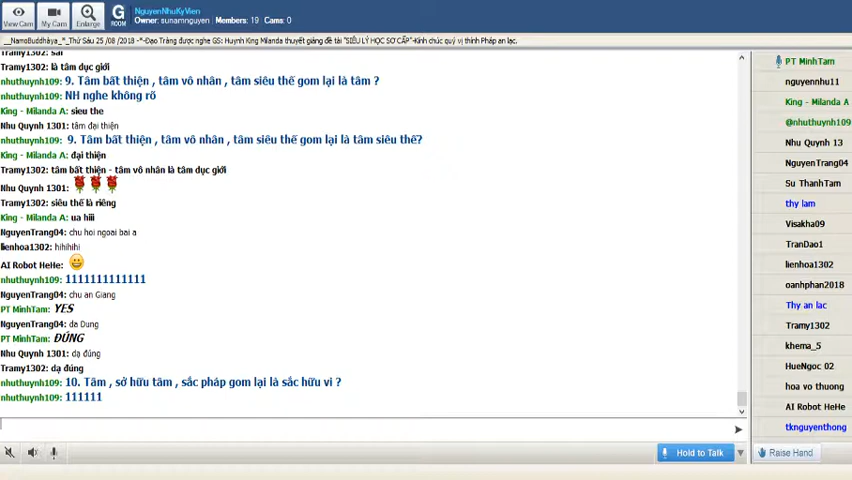 View Cam
My Cam
Enlarge
G
ROOM
NguyenNhuKyVien
Owner: sunamnguyen , Members: 19 , Cams: 0
__NamoBuddhàya_*_Thứ Sáu 25 /08 /2018 -*-Đạo Tràng được nghe GS: Huynh King Milanda thuyết giảng đề tài "SIÊU LÝ HỌC SƠ CẤP"-Kính chúc quý vị thính Pháp an lạc.
Tramy1302: sai
Tramy1302: là tâm dục giới
nhuthuynh109: 9. Tâm bất thiện , tâm vô nhân , tâm siêu thế gom lại là tâm ?
nhuthuynh109: NH nghe không rõ
King - Milanda A: sieu the
Nhu Quynh 1301: tâm đại thiện
nhuthuynh109: 9. Tâm bất thiện , tâm vô nhân , tâm siêu thế gom lại là tâm siêu thế?
King - Milanda A: đại thiện
Tramy1302: tâm bất thiện - tâm vô nhân là tâm dục giới
Nhu Quynh 1301:
Tramy1302: siêu thế là riêng
King - Milanda A: ua hiii
NguyenTrang04: chu hoi ngoai bai a
lienhoa1302: hihihihi
AI Robot HeHe:
nhuthuynh109: 1111111111111
NguyenTrang04: chu an Giang
PT MinhTam: YES
NguyenTrang04: da Dung
PT MinhTam: ĐÚNG
Nhu Quynh 1301: dạ đúng
Tramy1302: dạ đúng
nhuthuynh109: 10. Tâm , sở hữu tâm , sắc pháp gom lại là sắc hữu vi ?
nhuthuynh109: 111111
PT MinhTam
nguyennhu11
King - Milanda A
@nhuthuynh109
Nhu Quynh 13
NguyenTrang04
Su ThanhTam
thy lam
Visakha09
TranDao1
lienhoa1302
oanhphan2018
Thy an lac
Tramy1302
khema_5
HueNgoc 02
hoa vo thuong
AI Robot HeHe
tknguyenthong
Hold to Talk
Raise Hand